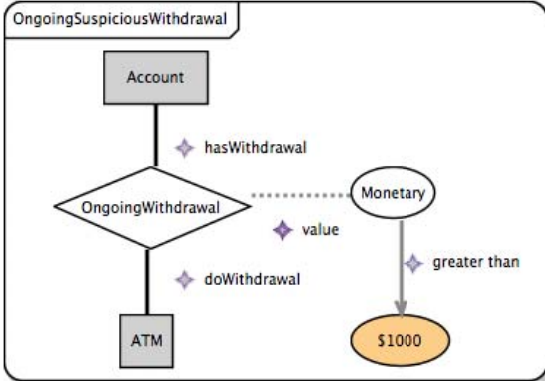 OngoingSuspiciousWithdrawal
Account
hasWithdrawal
OngoingWithdrawal
Monetary
value
greater than
doWithdrawal
ATM
$1000